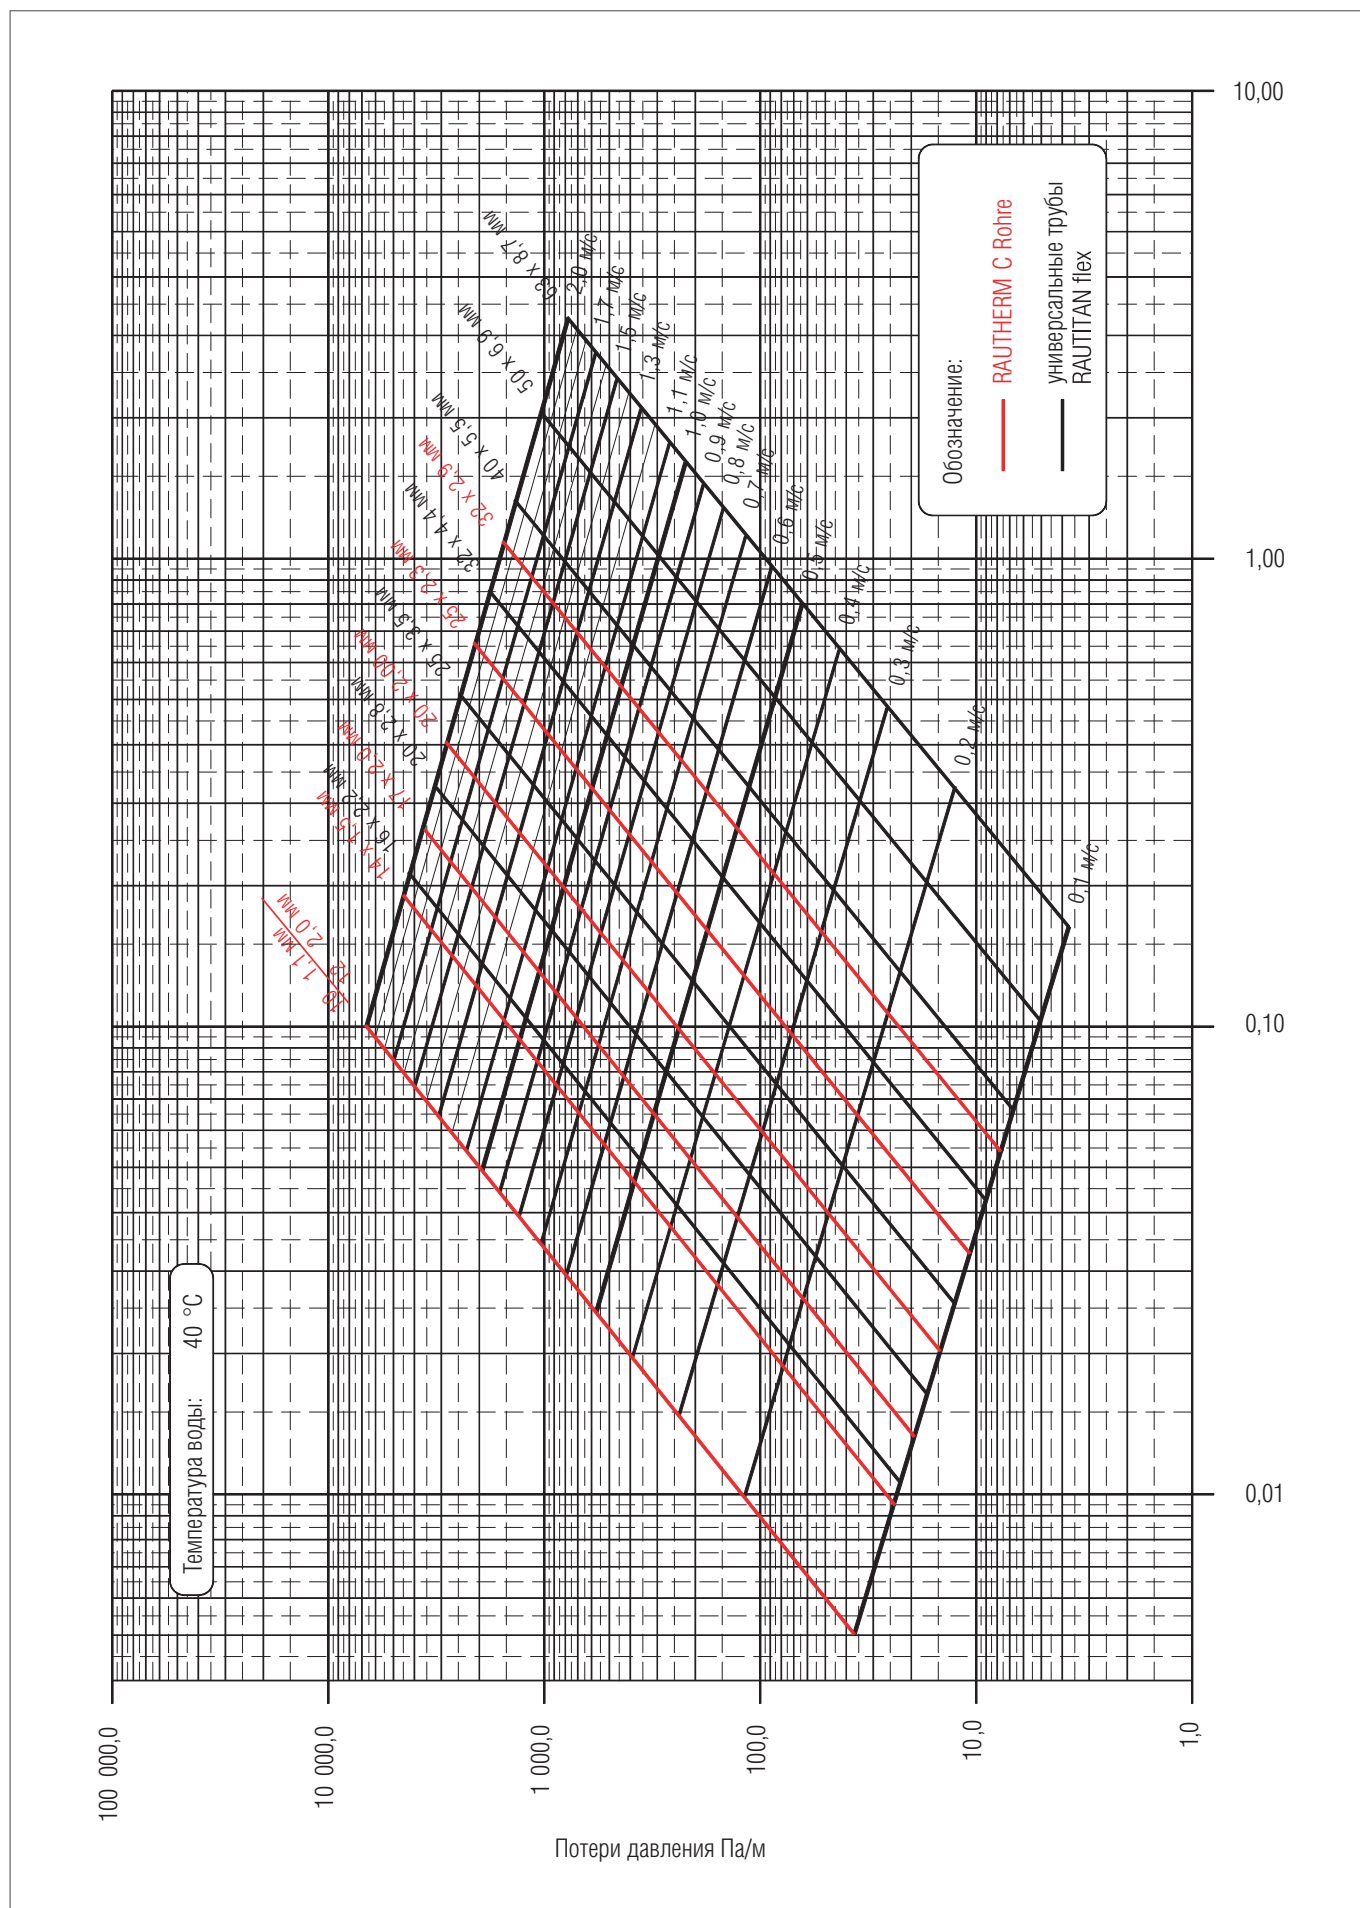 Температура воды: 40 °C
10 1,1 мм
12 2,0 мм
14 x 1,5 мм
16 x 2,2 мм
17 x 2,0 мм
20 x 2,8 мм
20 x 2,00 мм
25 x 3,5 мм
25 x 2,3 мм
32 x 4,4 мм
32 x 2,9 мм
40 x 5,5 мм
50 x 6,9 мм
63 x 8,7 мм
2,0 м/с
1,7 м/с
1,5 м/с
1,3 м/с
1,1 м/с
1,0 м/с
0,9 м/с
0,8 м/с
0,7 м/с
0,6 м/с
0,5 м/с
0,4 м/с
0,3 м/с
0,2 м/с
0,1 м/с
Обозначение:
RAUTHERM C Rohre
универсальные трубы
RAUTITAN flex
10,00
1,00
0,10
0,01
100 000,0
10 000,0
1 000,0
100,0
10,0
1,0
Потери давления Па/м